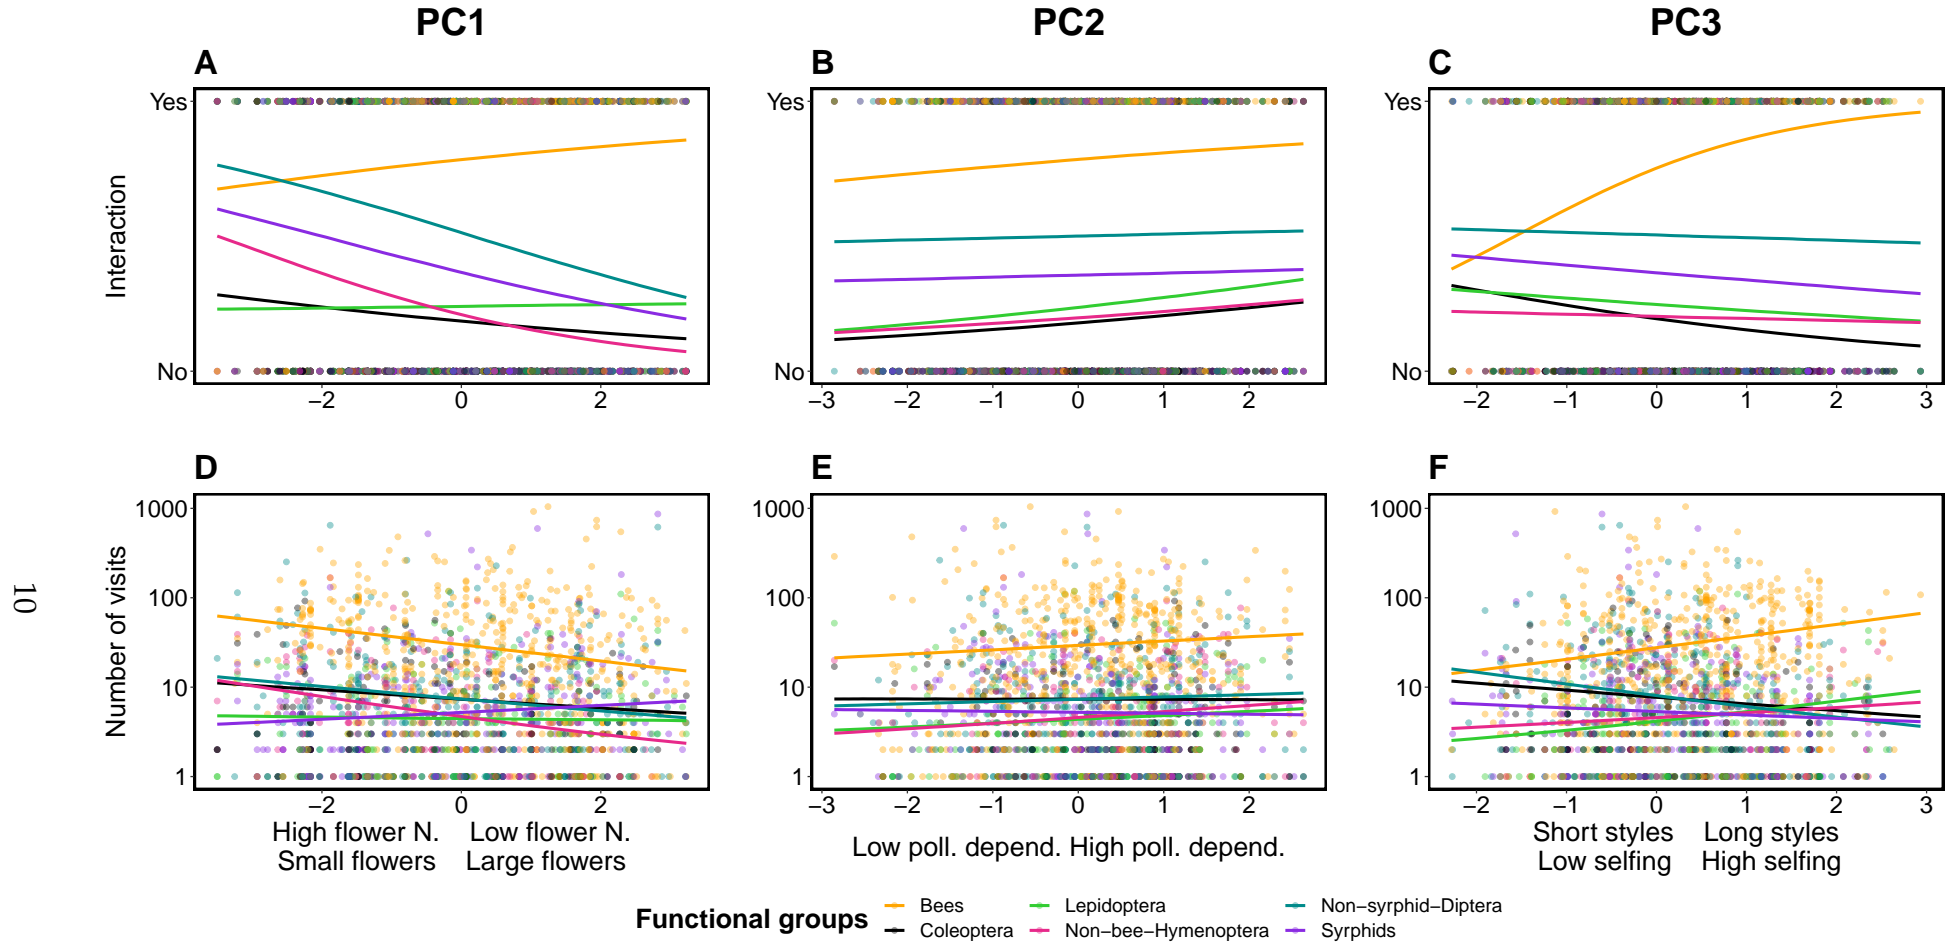 PC1 PC2 PC3
A B C
Yes Yes Yes
Interaction
No No No
−2 0 2 −3 −2 −1 0 1 2 −2 −1 0 1 2 3
D E F
1000 1000 1000
100 100 100
Number of visits
10 10 10
1 1 1
−2 0 2 −3 −2 −1 0 1 2 −2 −1 0 1 2 3
High flower N. Low flower N. Low poll. depend. High poll. depend. Short styles Long styles
Small flowers Large flowers Low selfing High selfing
Functional groups
Bees Lepidoptera Non−syrphid−Diptera
Coleoptera Non−bee−Hymenoptera Syrphids
10